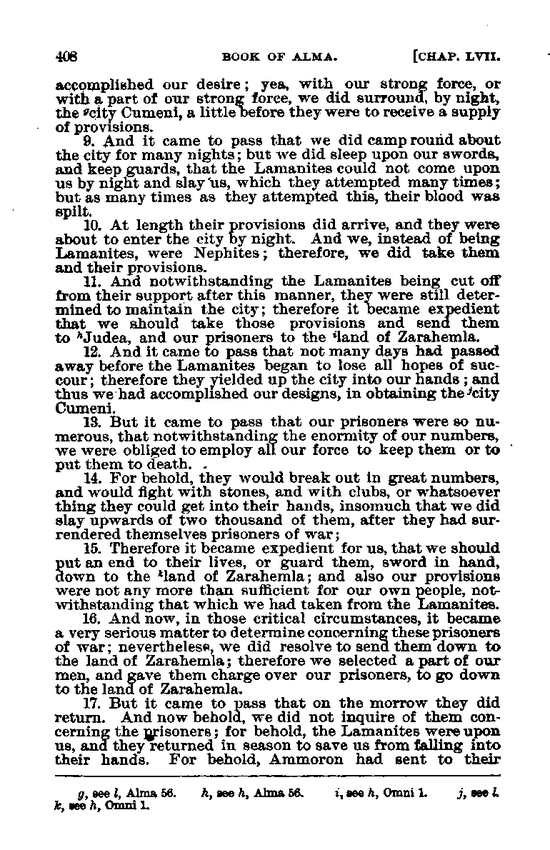 408 BOOK OF ALMA. [CHAP. LVII.
accomplished our desire; yea, with our strong force, or
with a part of our strong force, we did surround, by night,
the ᵍcity Cumeni, a little before they were to receive a supply
of provisions.
9. And it came to pass that we did camp round about
the city for many nights; but we did sleep upon our swords,
and keep guards, that the Lamanites could not come upon
us by night and slay us, which they attempted many times;
but as many times as they attempted this, their blood was
spilt.
10. At length their provisions did arrive, and they were
about to enter the city by night. And we, instead of being
Lamanites, were Nephites; therefore, we did take them
and their provisions.
11. And notwithstanding the Lamanites being cut off
from their support after this manner, they were still deter-
mined to maintain the city; therefore it became expedient
that we should take those provisions and send them
to ʰJudea, and our prisoners to the ⁱland of Zarahemla.
12. And it came to pass that not many days had passed
away before the Lamanites began to lose all hopes of suc-
cour; therefore they yielded up the city into our hands; and
thus we had accomplished our designs, in obtaining the ʲcity
Cumeni.
13. But it came to pass that our prisoners were so nu-
merous, that notwithstanding the enormity of our numbers,
we were obliged to employ all our force to keep them or to
put them to death.
14. For behold, they would break out in great numbers,
and would fight with stones, and with clubs, or whatsoever
thing they could get into their hands, insomuch that we did
slay upwards of two thousand of them, after they had sur-
rendered themselves prisoners of war;
15. Therefore it became expedient for us, that we should
put an end to their lives, or guard them, sword in hand,
down to the ᵏland of Zarahemla; and also our provisions
were not any more than sufficient for our own people, not-
withstanding that which we had taken from the Lamanites.
16. And now, in those critical circumstances, it became
a very serious matter to determine concerning these prisoners
of war; nevertheless, we did resolve to send them down to
the land of Zarahemla; therefore we selected a part of our
men, and gave them charge over our prisoners, to go down
to the land of Zarahemla.
17. But it came to pass that on the morrow they did
return. And now behold, we did not inquire of them con-
cerning the prisoners; for behold, the Lamanites were upon
us, and they returned in season to save us from falling into
their hands. For behold, Ammoron had sent to their
g, see l, Alma 56. h, see h, Alma 56. i, see h, Omni 1. j, see l.
k, see h, Omni 1.